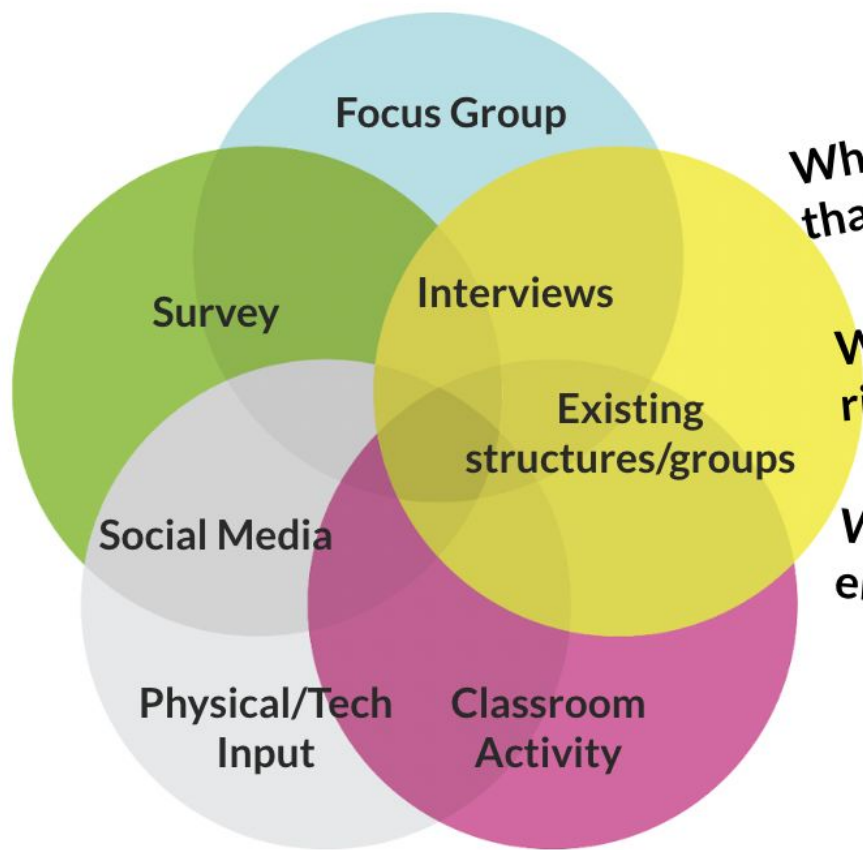 Focus Group
Survey
Interviews
Existing
structures/groups
Social Media
Physical/Tech
Input
Classroom
Activity